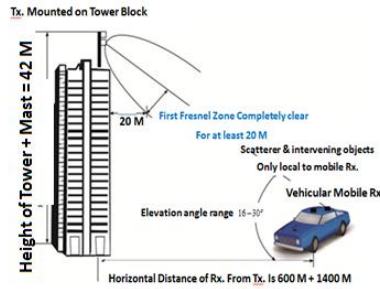 Tx. Mounted on Tower Block
Height of Tower + Mast = 42 M
20 M
First Fresnel Zone Completely clear
For at least 20 M
Scatterer & intervening objects
Only local to mobile Rx.
Vehicular Mobile Rx
Elevation angle range 16–30°
Horizontal Distance of Rx. From Tx. Is 600 M + 1400 M